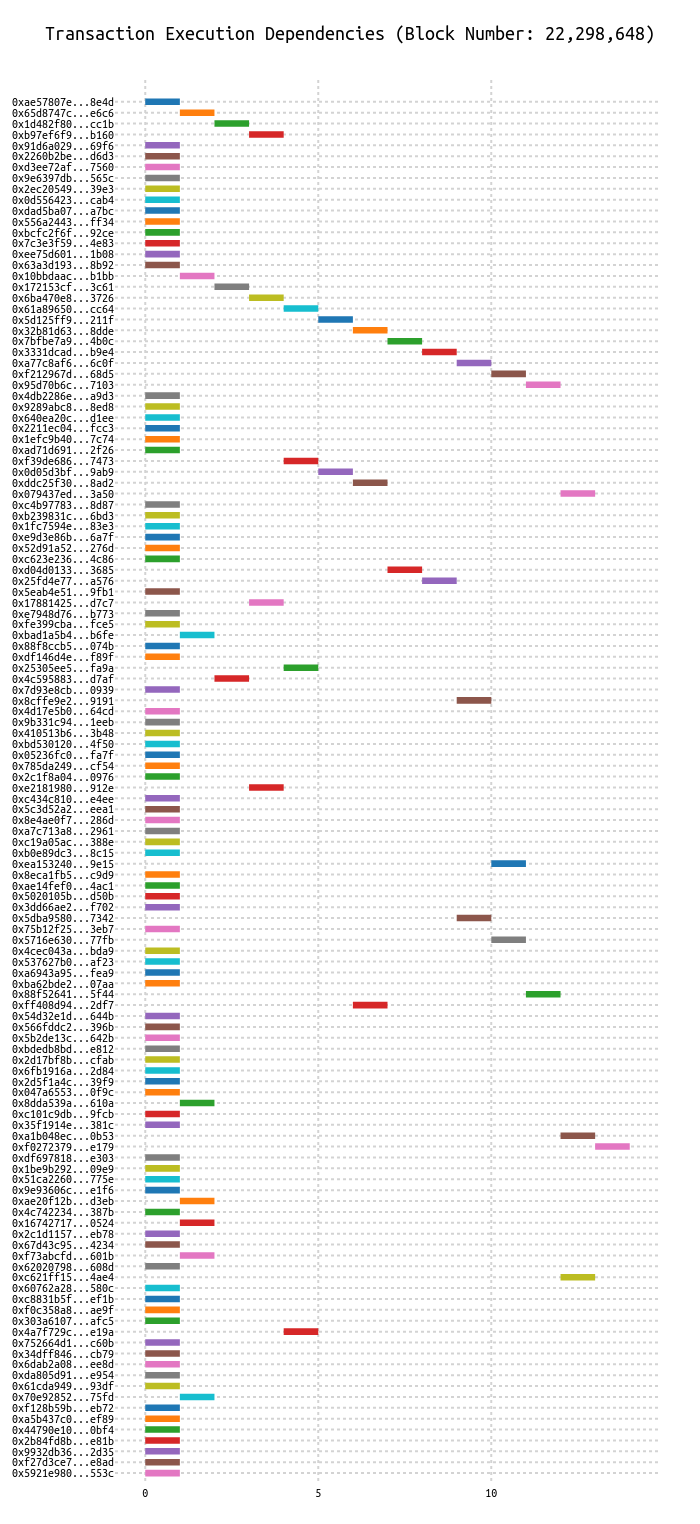 Transaction Execution Dependencies (Block Number: 22,298,648)
0xae57807e...8e4d
0x65d8747c...e6c6
0x1d482f80...cc1b
0xb97ef6f9...b160
0x91d6a029...69f6
0x2260b2be...d6d3
0xd3ee72af...7560
0x9e6397db...565c
0x2ec20549...39e3
0x0d556423...cab4
0xdad5ba07...a7bc
0x556a2443...ff34
0xbcfc2f6f...92ce
0x7c3e3f59...4e83
0xee75d601...1b08
0x63a3d193...8b92
0x10bbdaac...b1bb
0x172153cf...3c61
0x6ba470e8...3726
0x61a89650...cc64
0x5d125ff9...211f
0x32b81d63...8dde
0x7bfbe7a9...4b0c
0x3331dcad...b9e4
0xa77c8af6...6c0f
0xf212967d...68d5
0x95d70b6c...7103
0x4db2286e...a9d3
0x9289abc8...8ed8
0x640ea20c...d1ee
0x2211ec04...fcc3
0x1efc9b40...7c74
0xad71d691...2f26
0xf39de686...7473
0x0d05d3bf...9ab9
0xddc25f30...8ad2
0x079437ed...3a50
0xc4b97783...8d87
0xb239831c...6bd3
0x1fc7594e...83e3
0xe9d3e86b...6a7f
0x52d91a52...276d
0xc623e236...4c86
0xd04d0133...3685
0x25fd4e77...a576
0x5eab4e51...9fb1
0x17881425...d7c7
0xe7948d76...b773
0xfe399cba...fce5
0xbad1a5b4...b6fe
0x88f8ccb5...074b
0xdf146d4e...f89f
0x25305ee5...fa9a
0x4c595883...d7af
0x7d93e8cb...0939
0x8cffe9e2...9191
0x4d17e5b0...64cd
0x9b331c94...1eeb
0x410513b6...3b48
0xbd530120...4f50
0x05236fc0...fa7f
0x785da249...cf54
0x2c1f8a04...0976
0xe2181980...912e
0xc434c810...e4ee
0x5c3d52a2...eea1
0x8e4ae0f7...286d
0xa7c713a8...2961
0xc19a05ac...388e
0xb0e89dc3...8c15
0xea153240...9e15
0x8eca1fb5...c9d9
0xae14fef0...4ac1
0x5020105b...d50b
0x3dd66ae2...f702
0x5dba9580...7342
0x75b12f25...3eb7
0x5716e630...77fb
0x4cec043a...bda9
0x537627b0...af23
0xa6943a95...fea9
0xba62bde2...07aa
0x88f52641...5f44
0xff408d94...2df7
0x54d32e1d...644b
0x566fddc2...396b
0x5b2de13c...642b
0xbdedb8bd...e812
0x2d17bf8b...cfab
0x6fb1916a...2d84
0x2d5f1a4c...39f9
0x047a6553...0f9c
0x8dda539a...610a
0xc101c9db...9fcb
0x35f1914e...381c
0xa1b048ec...0b53
0xf0272379...e179
0xdf697818...e303
0x1be9b292...09e9
0x51ca2260...775e
0x9e93606c...e1f6
0xae20f12b...d3eb
0x4c742234...387b
0x16742717...0524
0x2c1d1157...eb78
0x67d43c95...4234
0xf73abcfd...601b
0x62020798...608d
0xc621ff15...4ae4
0x60762a28...580c
0xc8831b5f...ef1b
0xf0c358a8...ae9f
0x303a6107...afc5
0x4a7f729c...e19a
0x752664d1...c60b
0x34dff846...cb79
0x6dab2a08...ee8d
0xda805d91...e954
0x61cda949...93df
0x70e92852...75fd
0xf128b59b...eb72
0xa5b437c0...ef89
0x44790e10...0bf4
0x2b84fd8b...e81b
0x9932db36...2d35
0xf27d3ce7...e8ad
0x5921e980...553c
0 5 10